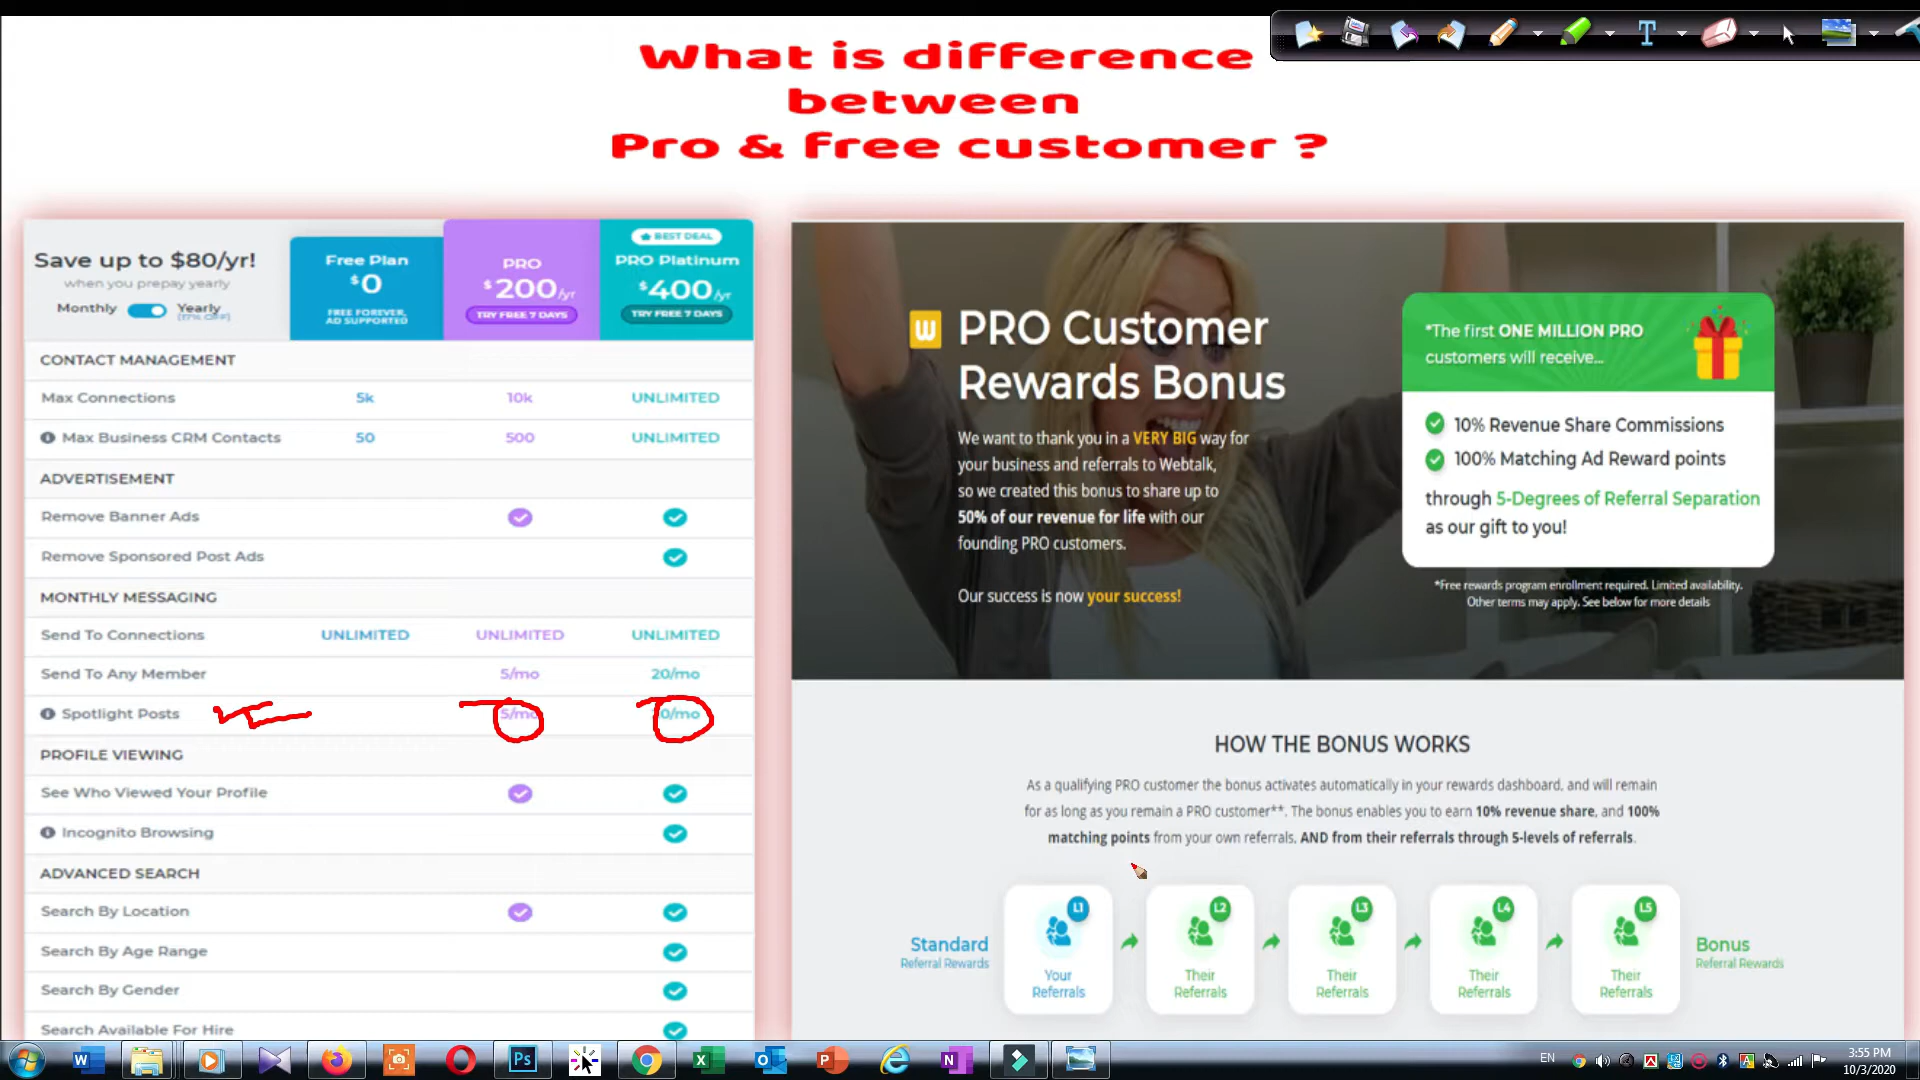 What is difference
between
Pro & free customer ?
Save up to $80/yr!
when you prepay yearly
Monthly Yearly
(17% OFF)
Free Plan
$0
FREE FOREVER,
AD SUPPORTED
PRO
$200/yr
TRY FREE 7 DAYS
BEST DEAL
PRO Platinum
$400/yr
TRY FREE 7 DAYS
CONTACT MANAGEMENT
Max Connections 5k 10k UNLIMITED
Max Business CRM Contacts 50 500 UNLIMITED
ADVERTISEMENT
Remove Banner Ads
Remove Sponsored Post Ads
MONTHLY MESSAGING
Send To Connections UNLIMITED UNLIMITED UNLIMITED
Send To Any Member 5/mo 20/mo
Spotlight Posts 5/mo
PROFILE VIEWING
See Who Viewed Your Profile
Incognito Browsing
ADVANCED SEARCH
Search By Location
Search By Age Range
Search By Gender
Search Available For Hire
W PRO Customer
Rewards Bonus
We want to thank you in a VERY BIG way for
your business and referrals to Webtalk,
so we created this bonus to share up to
50% of our revenue for life with our
founding PRO customers.
Our success is now your success!
*The first ONE MILLION PRO
customers will receive...
10% Revenue Share Commissions
100% Matching Ad Reward points
through 5-Degrees of Referral Separation
as our gift to you!
*Free rewards program enrollment required. Limited availability.
Other terms may apply. See below for more details
HOW THE BONUS WORKS
As a qualifying PRO customer the bonus activates automatically in your rewards dashboard, and will remain
for as long as you remain a PRO customer**. The bonus enables you to earn 10% revenue share, and 100%
matching points from your own referrals, AND from their referrals through 5-levels of referrals.
Standard
Referral Rewards
L1
Your
Referrals
L2
Their
Referrals
L3
Their
Referrals
L4
Their
Referrals
L5
Their
Referrals
Bonus
Referral Rewards
EN
3:55 PM
10/3/2020